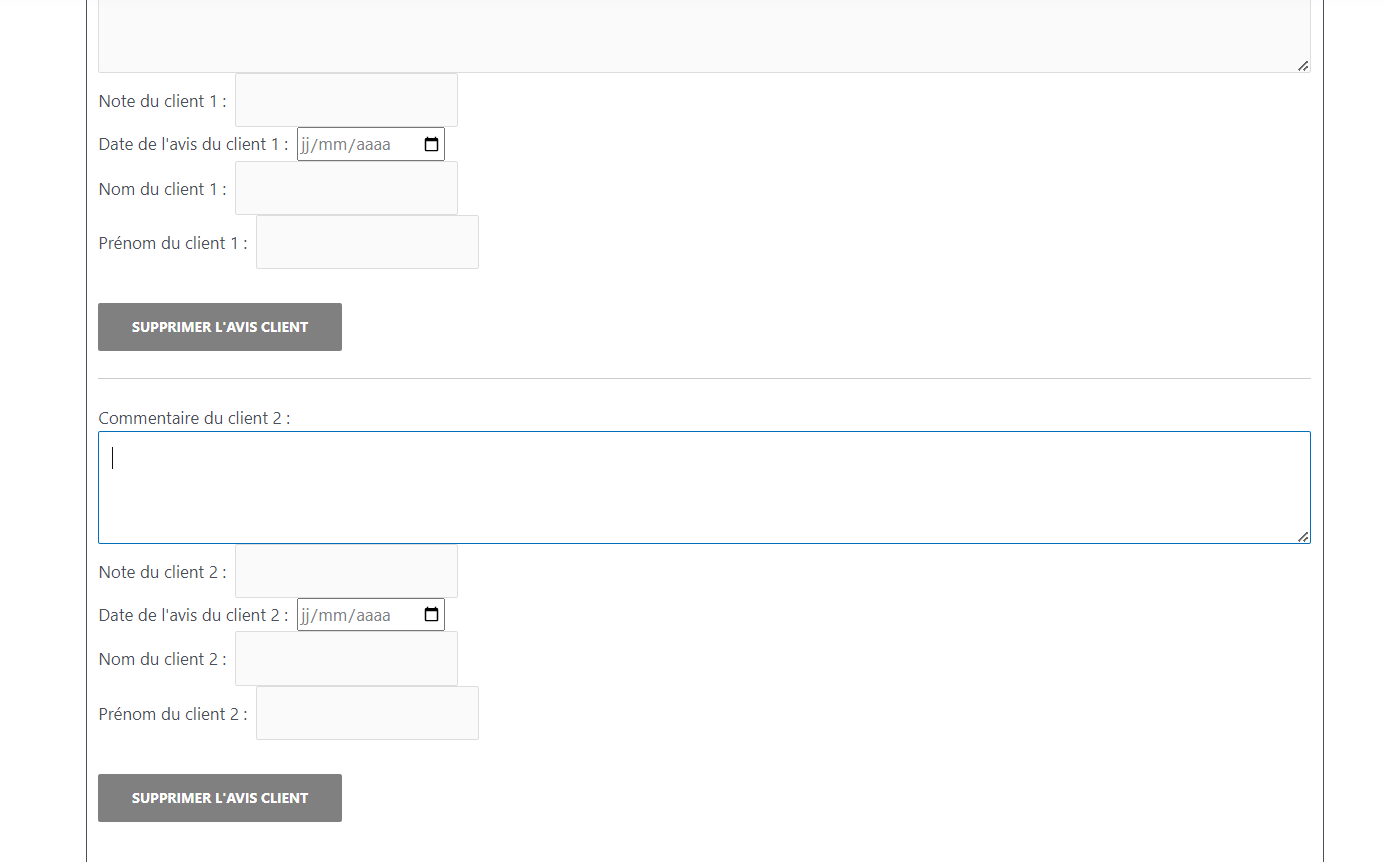 Note du client 1 :
Date de l'avis du client 1 : jj/mm/aaaa
Nom du client 1 :
Prénom du client 1 :
SUPPRIMER L'AVIS CLIENT
Commentaire du client 2 :
Note du client 2 :
Date de l'avis du client 2 : jj/mm/aaaa
Nom du client 2 :
Prénom du client 2 :
SUPPRIMER L'AVIS CLIENT